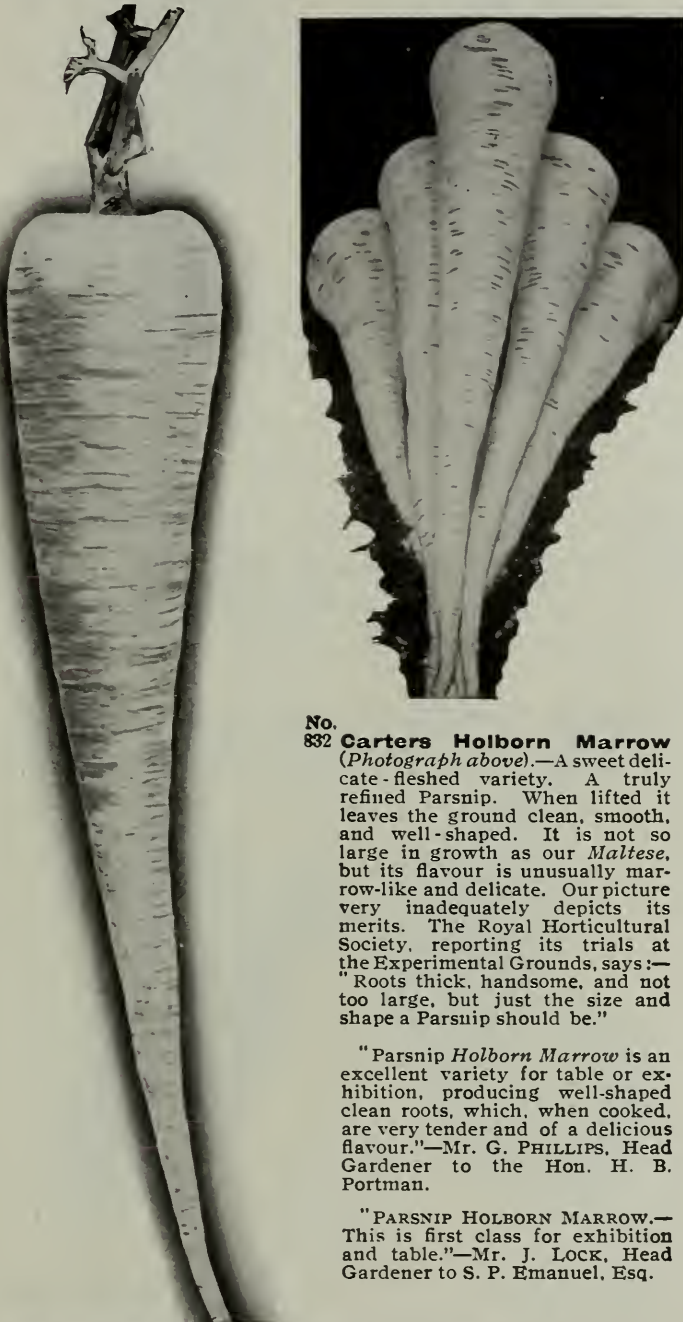 No.
832 Carters Holborn Marrow
(Photograph above).—A sweet deli-
cate-fleshed variety. A truly
refined Parsnip. When lifted it
leaves the ground clean, smooth,
and well-shaped. It is not so
large in growth as our Maltese,
but its flavour is unusually mar-
row-like and delicate. Our picture
very inadequately depicts its
merits. The Royal Horticultural
Society, reporting its trials at
the Experimental Grounds, says:—
"Roots thick, handsome, and not
too large, but just the size and
shape a Parsnip should be."
"Parsnip Holborn Marrow is an
excellent variety for table or ex-
hibition, producing well-shaped
clean roots, which, when cooked,
are very tender and of a delicious
flavour."—Mr. G. PHILLIPS, Head
Gardener to the Hon. H. B.
Portman.
"PARSNIP HOLBORN MARROW.—
This is first class for exhibition
and table."—Mr. J. LOCK, Head
Gardener to S. P. Emanuel, Esq.